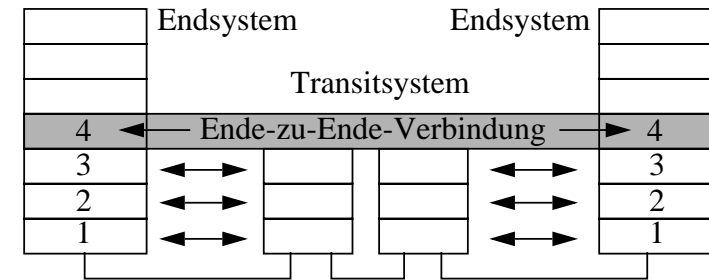 Endsystem Endsystem
Transitsystem
4 Ende-zu-Ende-Verbindung 4
3 3
2 2
1 1